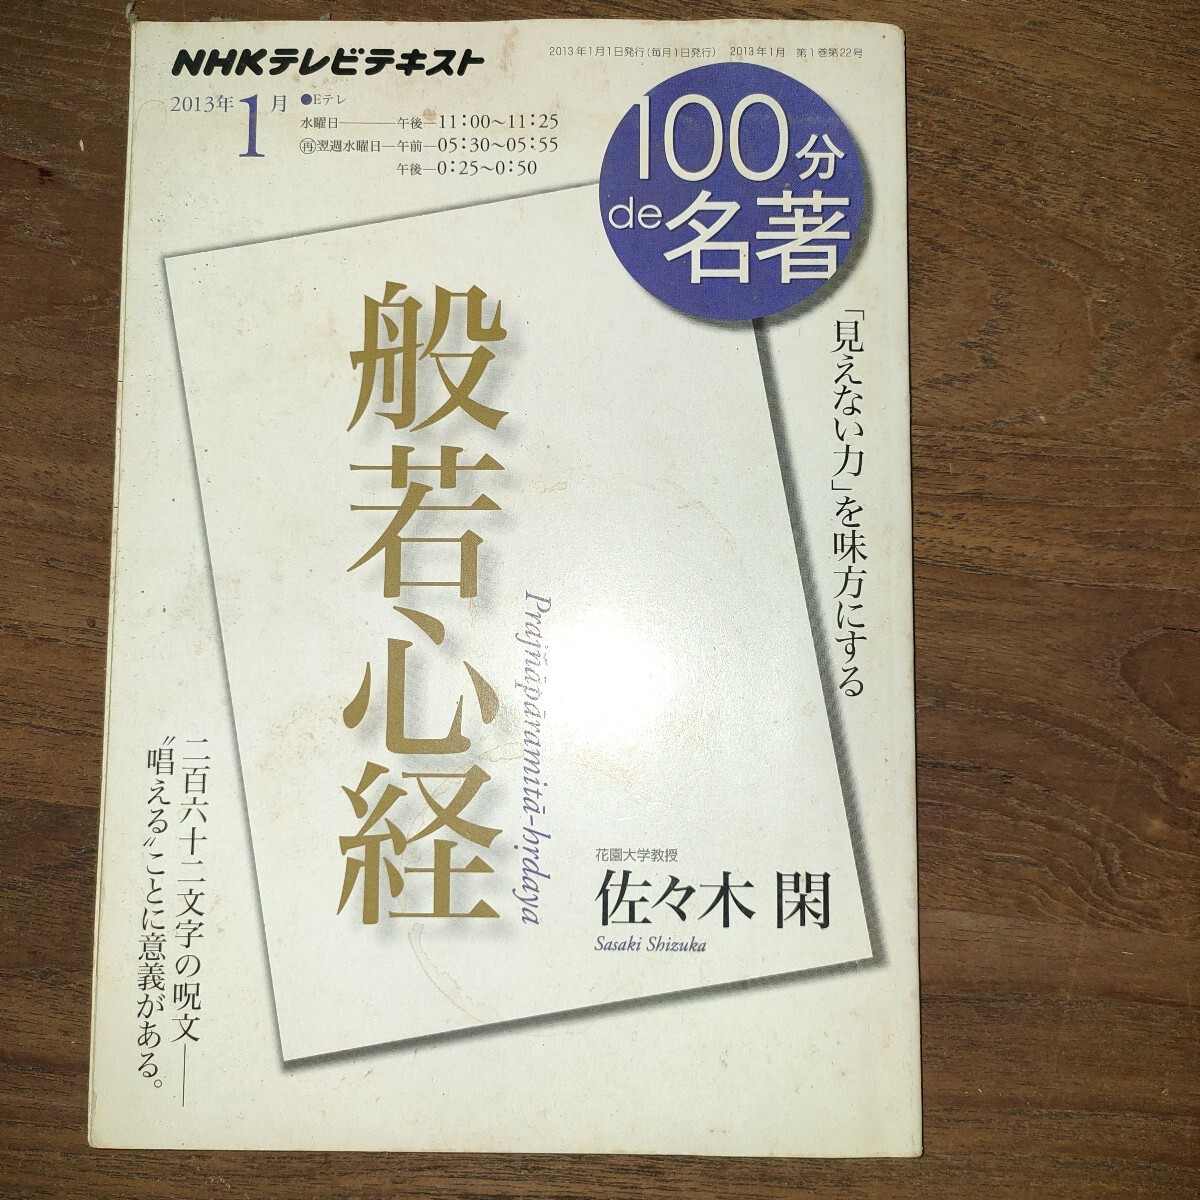 NHKテレビテキスト
2013年1月1日発行(毎月1日発行) 2013年1月 第1巻第22号
2013年1月
●Eテレ
水曜日―――午後―11:00〜11:25
㊢翌週水曜日―午前―05:30〜05:55
午後―0:25〜0:50
100分
de名著
「見えない力」を味方にする
般若心経
Prajñāpāramitā-hṛdaya
花園大学教授
佐々木 閑
Sasaki Shizuka
二百六十二文字の呪文――
〝唱える〟ことに意義がある。